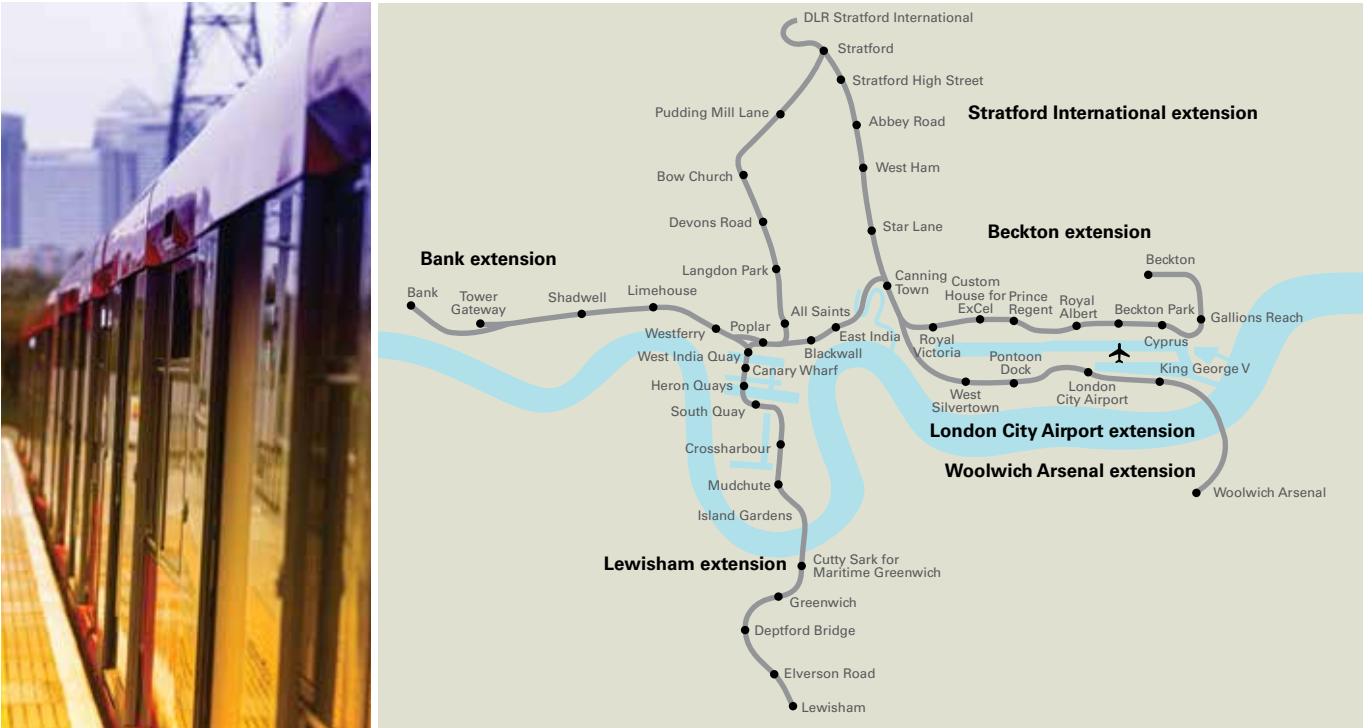 DLR Stratford International
Stratford
Stratford High Street
Pudding Mill Lane
Stratford International extension
Abbey Road
West Ham
Bow Church
Devons Road
Star Lane
Beckton extension
Bank extension
Beckton
Langdon Park
Canning
Town
Bank
Tower
Gateway
Shadwell
Limehouse
Custom
House for
ExCel
Prince
Regent
Royal
Albert
Beckton Park
Gallions Reach
All Saints
Westferry
Poplar
East India
Royal
Victoria
Cyprus
West India Quay
Blackwall
Canary Wharf
Pontoon
Dock
King George V
Heron Quays
London
City Airport
West
Silvertown
South Quay
London City Airport extension
Crossharbour
Woolwich Arsenal extension
Mudchute
Woolwich Arsenal
Island Gardens
Lewisham extension
Cutty Sark for
Maritime Greenwich
Greenwich
Deptford Bridge
Elverson Road
Lewisham